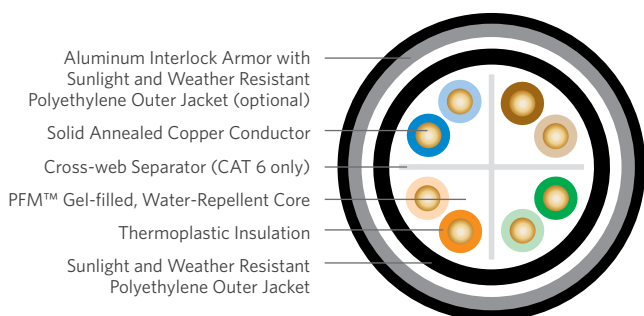 Aluminum Interlock Armor with
Sunlight and Weather Resistant
Polyethylene Outer Jacket (optional)
Solid Annealed Copper Conductor
Cross-web Separator (CAT 6 only)
PFM™ Gel-filled, Water-Repellent Core
Thermoplastic Insulation
Sunlight and Weather Resistant
Polyethylene Outer Jacket